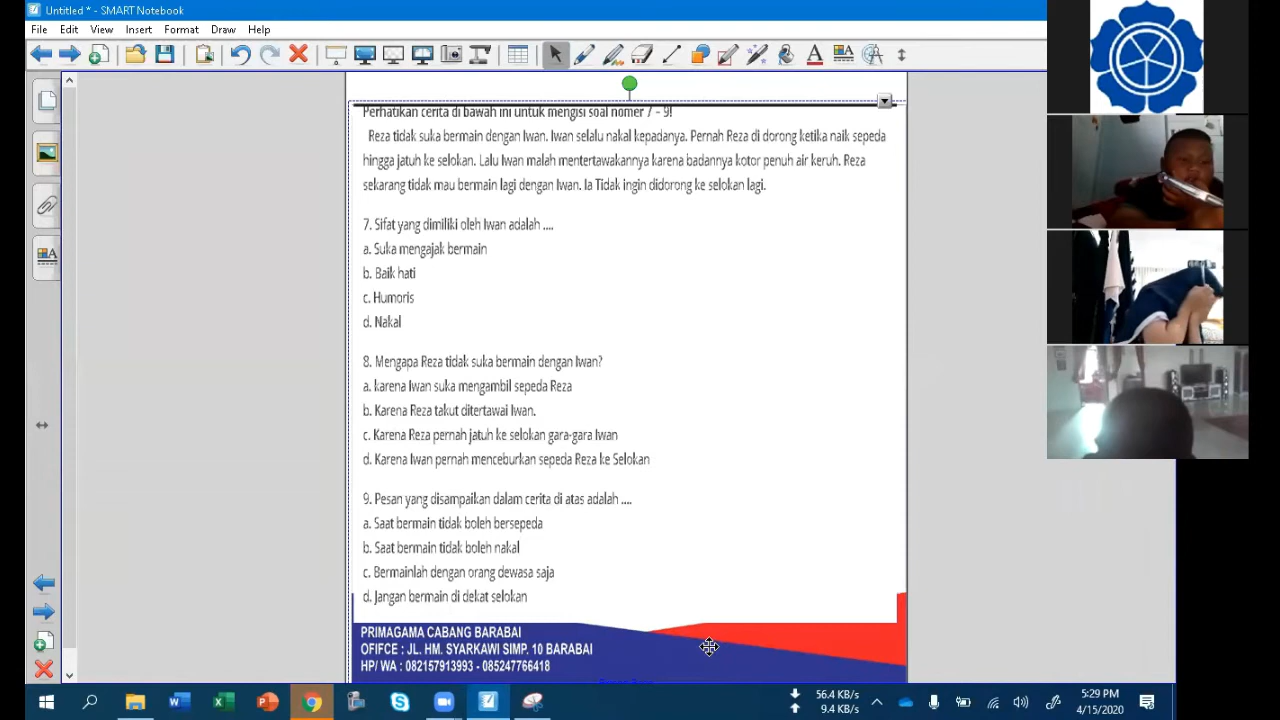 Untitled * - SMART Notebook
File Edit View Insert Format Draw Help
Perhatikan cerita di bawah ini untuk mengisi soal nomer 7 – 9!
Reza tidak suka bermain dengan Iwan. Iwan selalu nakal kepadanya. Pernah Reza di dorong ketika naik sepeda
hingga jatuh ke selokan. Lalu Iwan malah mentertawakannya karena badannya kotor penuh air keruh. Reza
sekarang tidak mau bermain lagi dengan Iwan. Ia Tidak ingin didorong ke selokan lagi.
7. Sifat yang dimiliki oleh Iwan adalah ....
a. Suka mengajak bermain
b. Baik hati
c. Humoris
d. Nakal
8. Mengapa Reza tidak suka bermain dengan Iwan?
a. karena Iwan suka mengambil sepeda Reza
b. Karena Reza takut ditertawai Iwan.
c. Karena Reza pernah jatuh ke selokan gara-gara Iwan
d. Karena Iwan pernah menceburkan sepeda Reza ke Selokan
9. Pesan yang disampaikan dalam cerita di atas adalah ....
a. Saat bermain tidak boleh bersepeda
b. Saat bermain tidak boleh nakal
c. Bermainlah dengan orang dewasa saja
d. Jangan bermain di dekat selokan
PRIMAGAMA CABANG BARABAI
OFIFCE : JL. HM. SYARKAWI SIMP. 10 BARABAI
HP/ WA : 082157913993 - 085247766418
56.4 KB/s
9.4 KB/s
5:29 PM
4/15/2020